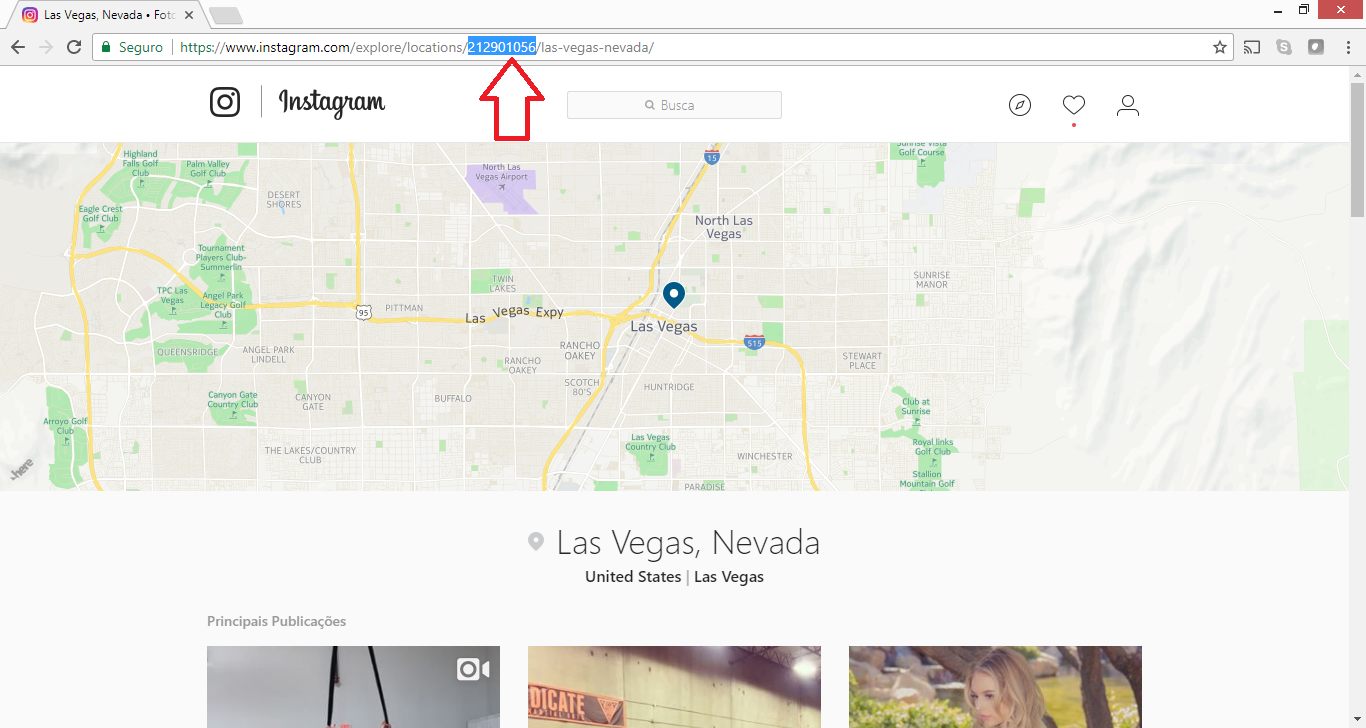 Las Vegas, Nevada • Foto
Seguro
https://www.instagram.com/explore/locations/212901056/las-vegas-nevada/
Instagram
Busca
Highland
Falls Golf
Club
Palm Valley
Golf Club
DESERT
SHORES
Eagle Crest
Golf Club
Tournament
Players Club-
Summerlin
TPC Las
Vegas
Angel Park
Legacy Golf
Club
95
PITTMAN
QUEENSRIDGE
ANGEL PARK
LINDELL
Canyon Gate
Country Club
CANYON
GATE
Arroyo Golf
Club
THE LAKES/COUNTRY
CLUB
here
North Las
Vegas Airport
15
North Las
Vegas
TWIN
LAKES
Las Vegas Expy
Las Vegas
515
RANCHO
OAKEY
RANCHO
OAKEY
SCOTCH
80'S
BUFFALO
HUNTRIDGE
Las Vegas
Country Club
WINCHESTER
PARADISE
Sunrise Vista
Golf Course
SUNRISE
MANOR
STEWART
PLACE
Club at
Sunrise
Royal links
Golf Club
Stallion
Mountain Golf
Las Vegas, Nevada
United States | Las Vegas
Principais Publicações
DICATE